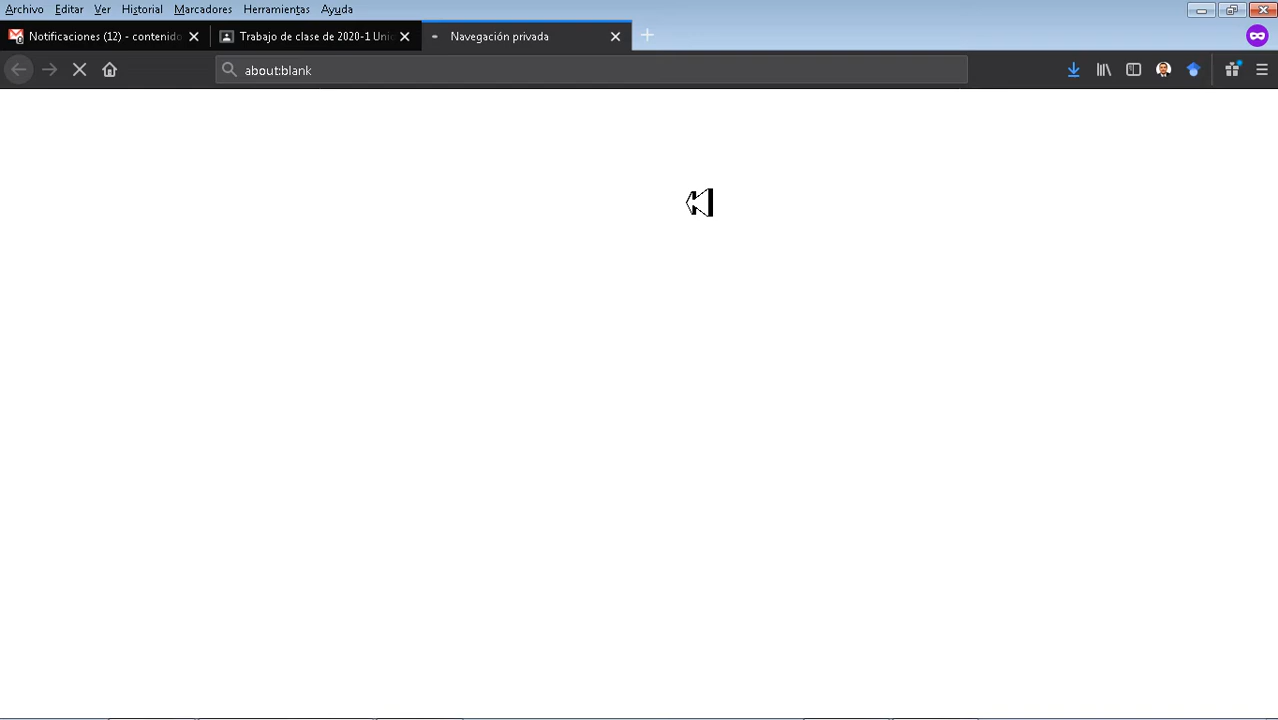 Archivo Editar Ver Historial Marcadores Herramientas Ayuda
Notificaciones (12) - contenido Trabajo de clase de 2020-1 Unic Navegación privada
about:blank